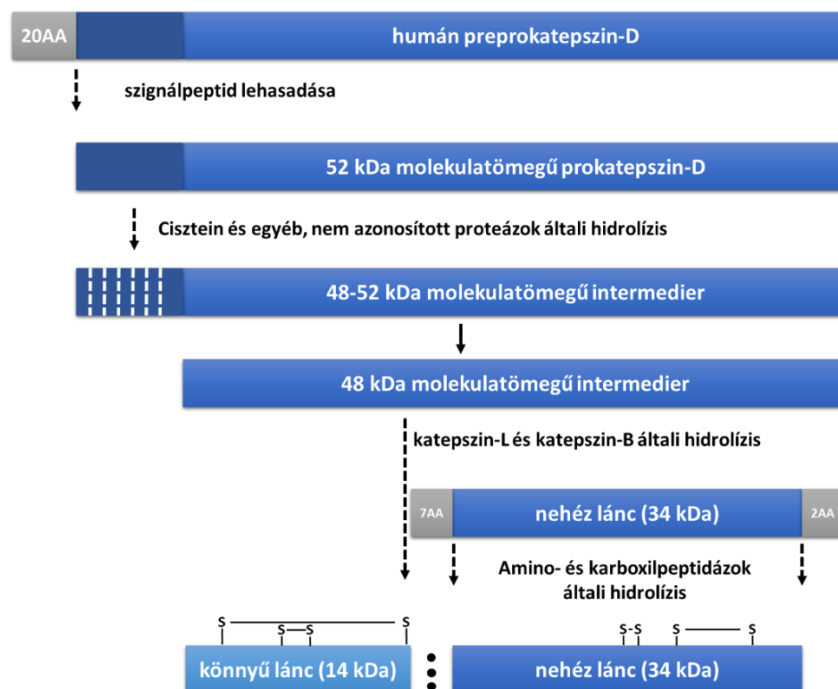 20AA
humán preprokatepszin-D
szignálpeptid lehasadása
52 kDa molekulatömegű prokatepszin-D
Cisztein és egyéb, nem azonosított proteázok általi hidrolízis
48-52 kDa molekulatömegű intermedier
48 kDa molekulatömegű intermedier
katepszin-L és katepszin-B általi hidrolízis
7AA
nehéz lánc (34 kDa)
2AA
Amino- és karboxilpeptidázok
általi hidrolízis
S S
S S
S-S S S
könnyű lánc (14 kDa)
nehéz lánc (34 kDa)